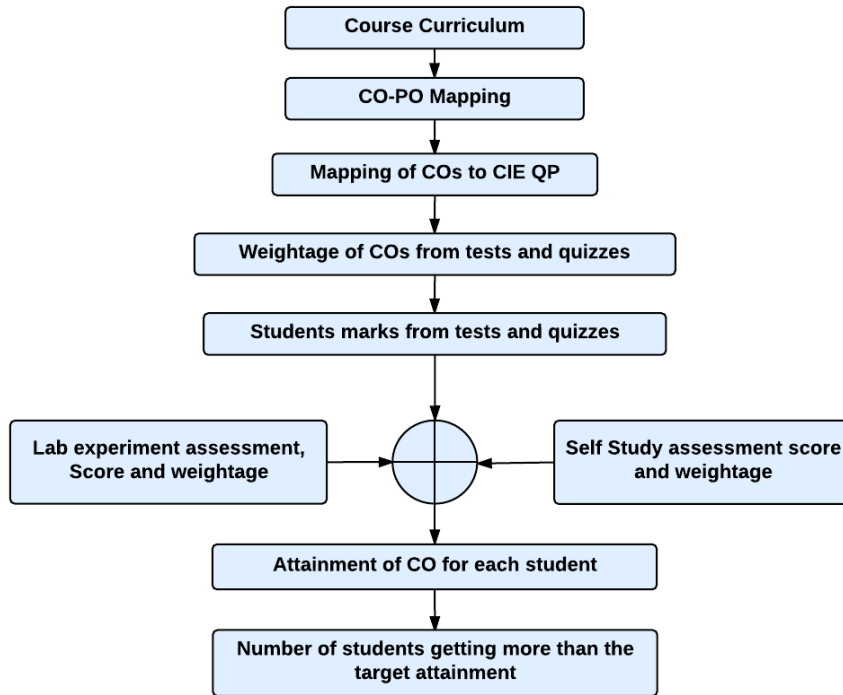 Course Curriculum
CO-PO Mapping
Mapping of COs to CIE QP
Weightage of COs from tests and quizzes
Students marks from tests and quizzes
Lab experiment assessment,
Score and weightage
Self Study assessment score
and weightage
Attainment of CO for each student
Number of students getting more than the
target attainment